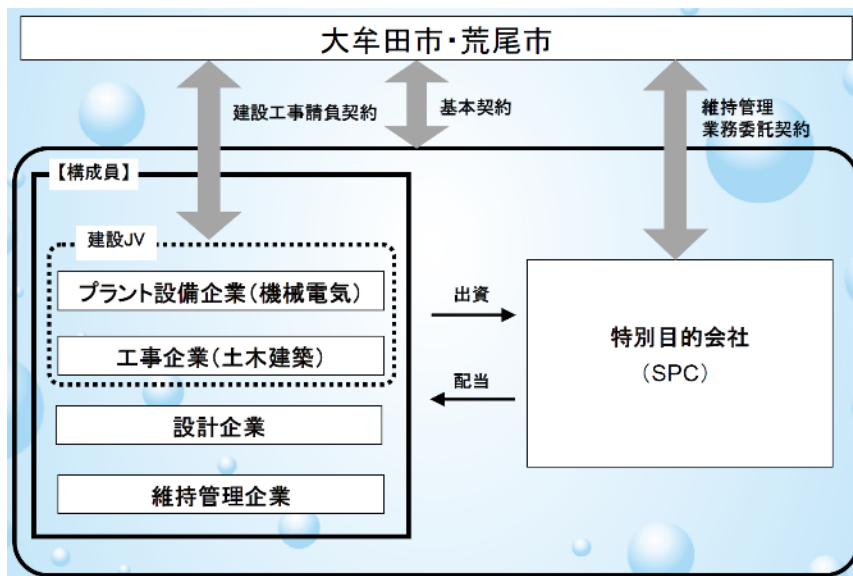 大牟田市・荒尾市
建設工事請負契約
基本契約
維持管理
業務委託契約
【構成員】
建設JV
プラント設備企業（機械電気）
工事企業（土木建築）
設計企業
維持管理企業
出資
配当
特別目的会社
（SPC）